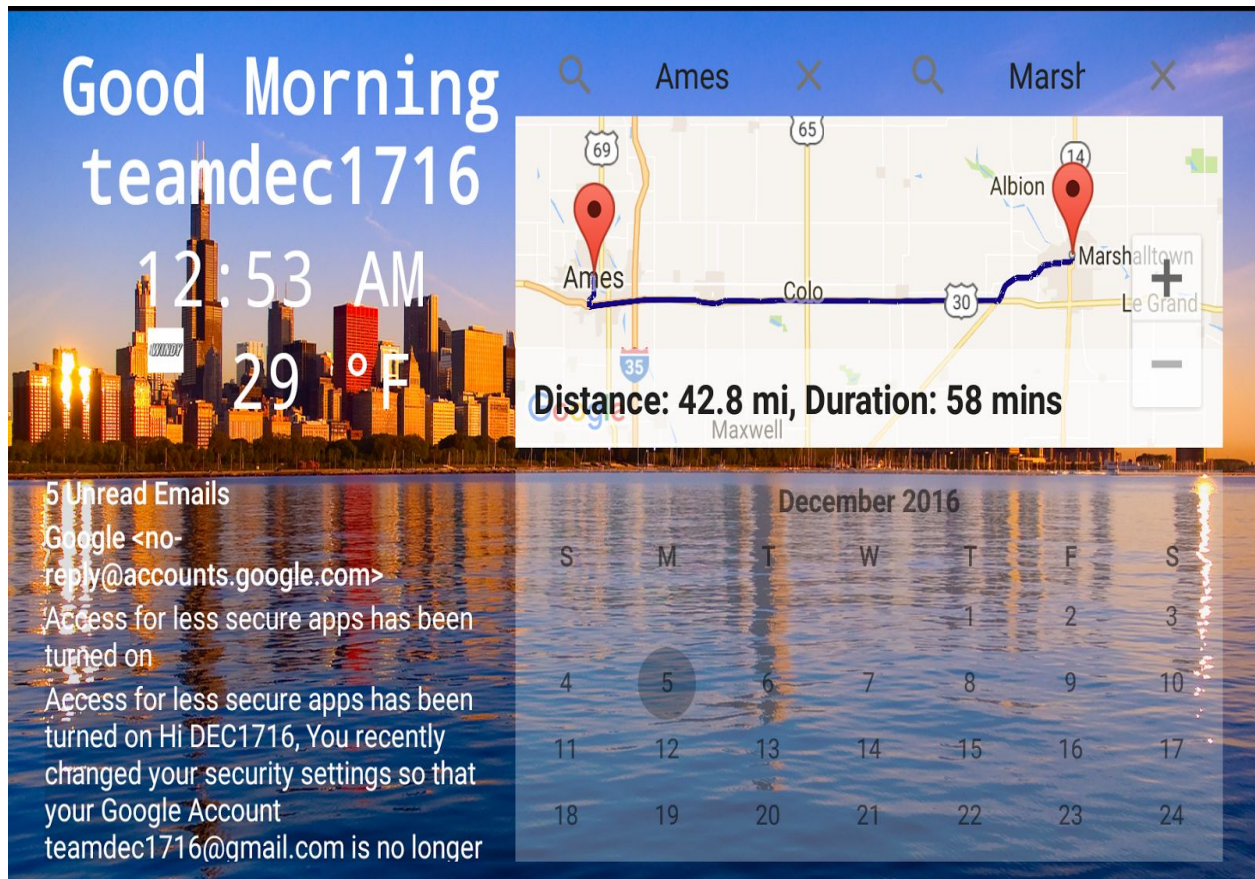 Good Morning
teamdec1716
12:53 AM
WINDY
29 °F
5 Unread Emails
Google <no-
reply@accounts.google.com>
Access for less secure apps has been
turned on
Access for less secure apps has been
turned on Hi DEC1716, You recently
changed your security settings so that
your Google Account
teamdec1716@gmail.com is no longer
Ames
Marsh
69
65
14
Albion
Ames
Marshalltown
Colo
30
Le Grand
35
Distance: 42.8 mi, Duration: 58 mins
Google
Maxwell
December 2016
S M T W T F S
1 2 3
4 5 6 7 8 9 10
11 12 13 14 15 16 17
18 19 20 21 22 23 24